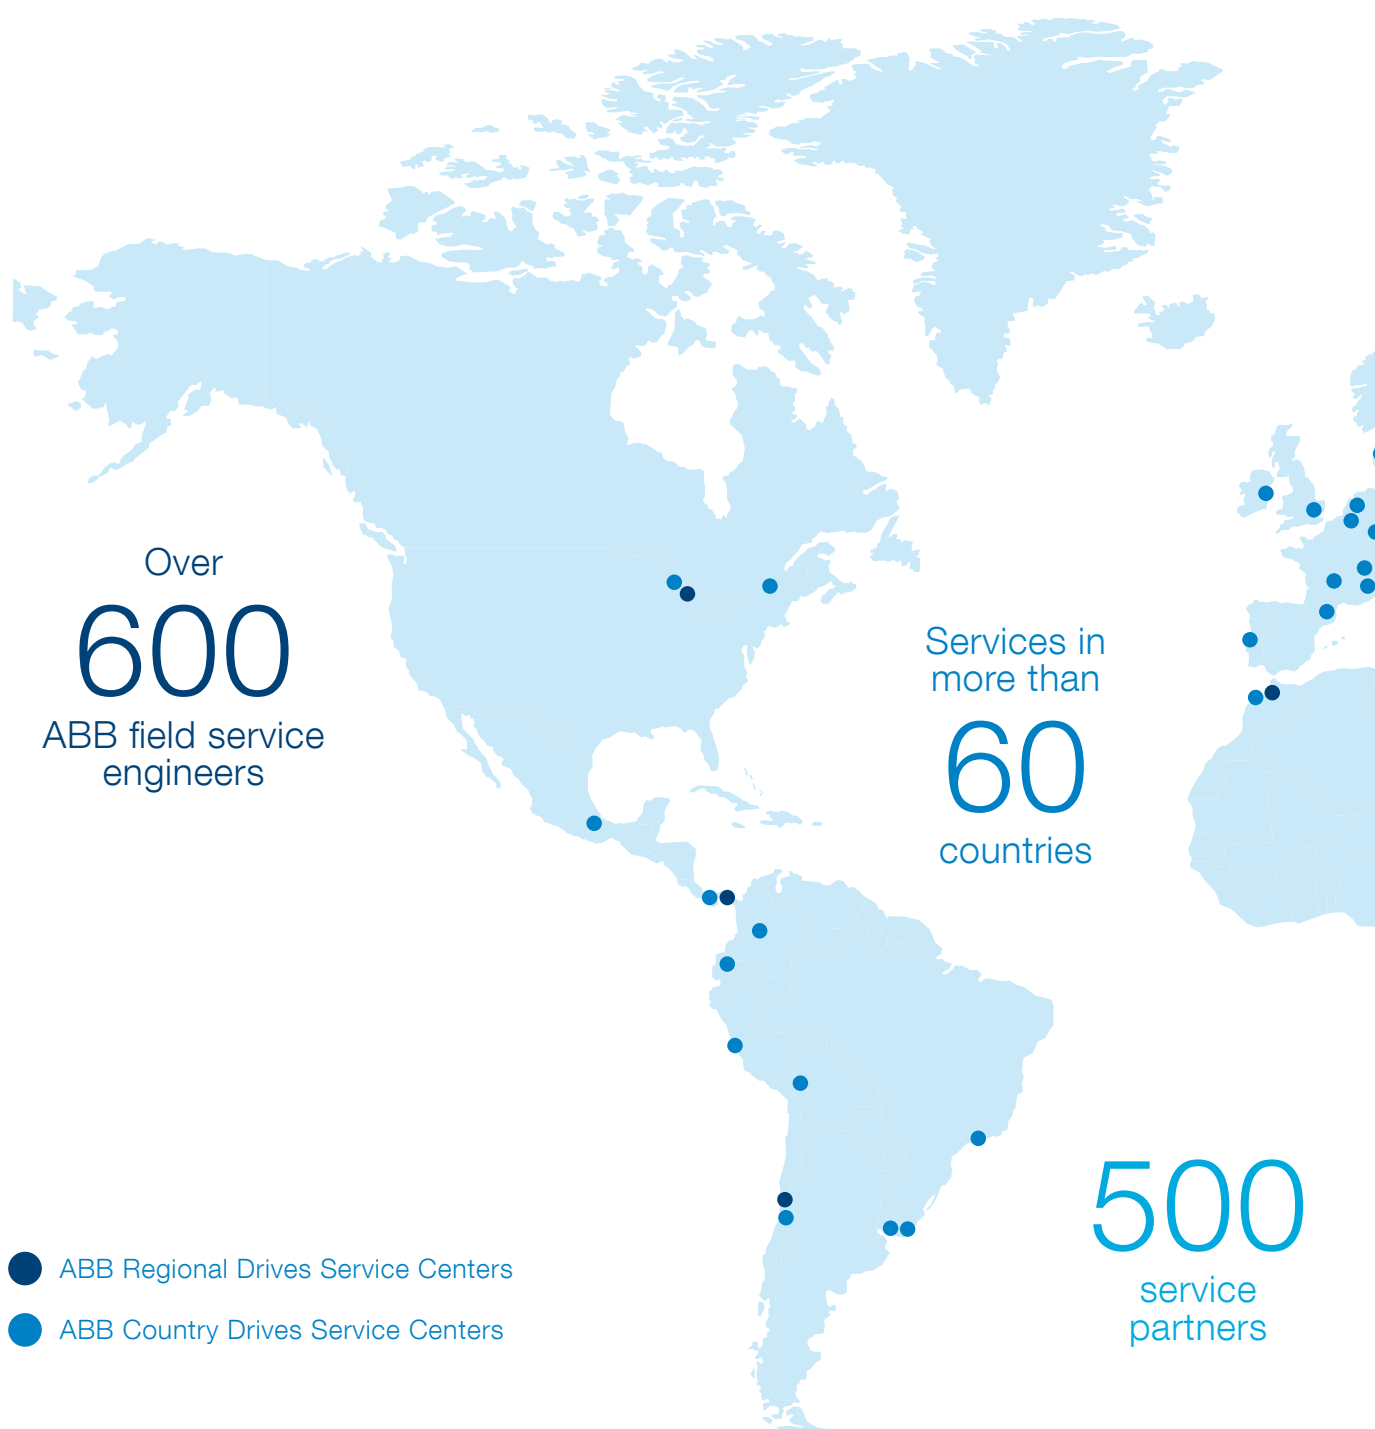 Over
600
ABB field service
engineers
Services in
more than
60
countries
500
service
partners
ABB Regional Drives Service Centers
ABB Country Drives Service Centers